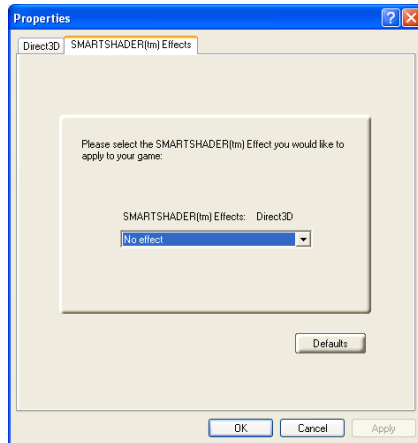 Properties
Direct3D SMARTSHADER(tm) Effects
Please select the SMARTSHADER(tm) Effect you would like to
apply to your game:
SMARTSHADER(tm) Effects: Direct3D
No effect
Defaults
OK Cancel Apply